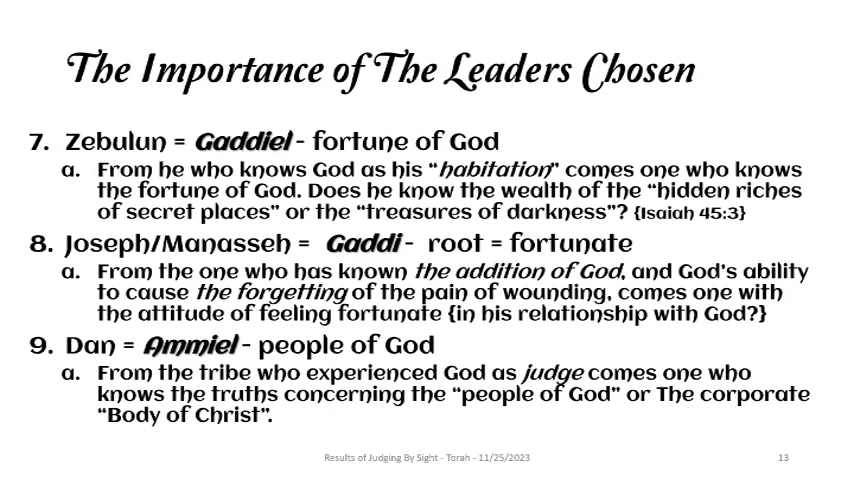 The Importance of The Leaders Chosen
7. Zebulun = Gaddiel - fortune of God
a. From he who knows God as his “habitation” comes one who knows
the fortune of God. Does he know the wealth of the “hidden riches
of secret places” or the “treasures of darkness”? {Isaiah 45:3}
8. Joseph/Manasseh = Gaddi - root = fortunate
a. From the one who has known the addition of God, and God’s ability
to cause the forgetting of the pain of wounding, comes one with
the attitude of feeling fortunate {in his relationship with God?}
9. Dan = Ammiel - people of God
a. From the tribe who experienced God as judge comes one who
knows the truths concerning the “people of God” or The corporate
“Body of Christ”.
Results of Judging By Sight - Torah - 11/25/2023
13